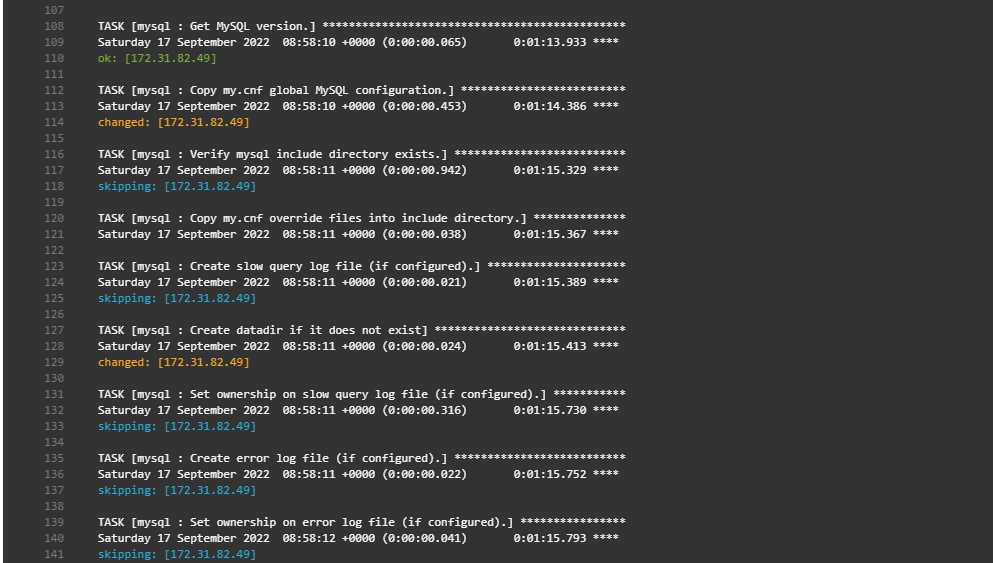 107
108 TASK [mysql : Get MySQL version.] **********************************************
109 Saturday 17 September 2022  08:58:10 +0000 (0:00:00.065)       0:01:13.933 ****
110 ok: [172.31.82.49]
111
112 TASK [mysql : Copy my.cnf global MySQL configuration.] *************************
113 Saturday 17 September 2022  08:58:10 +0000 (0:00:00.453)       0:01:14.386 ****
114 changed: [172.31.82.49]
115
116 TASK [mysql : Verify mysql include directory exists.] **************************
117 Saturday 17 September 2022  08:58:11 +0000 (0:00:00.942)       0:01:15.329 ****
118 skipping: [172.31.82.49]
119
120 TASK [mysql : Copy my.cnf override files into include directory.] **************
121 Saturday 17 September 2022  08:58:11 +0000 (0:00:00.038)       0:01:15.367 ****
122
123 TASK [mysql : Create slow query log file (if configured).] *********************
124 Saturday 17 September 2022  08:58:11 +0000 (0:00:00.021)       0:01:15.389 ****
125 skipping: [172.31.82.49]
126
127 TASK [mysql : Create datadir if it does not exist] *****************************
128 Saturday 17 September 2022  08:58:11 +0000 (0:00:00.024)       0:01:15.413 ****
129 changed: [172.31.82.49]
130
131 TASK [mysql : Set ownership on slow query log file (if configured).] ***********
132 Saturday 17 September 2022  08:58:11 +0000 (0:00:00.316)       0:01:15.730 ****
133 skipping: [172.31.82.49]
134
135 TASK [mysql : Create error log file (if configured).] **************************
136 Saturday 17 September 2022  08:58:11 +0000 (0:00:00.022)       0:01:15.752 ****
137 skipping: [172.31.82.49]
138
139 TASK [mysql : Set ownership on error log file (if configured).] ****************
140 Saturday 17 September 2022  08:58:12 +0000 (0:00:00.041)       0:01:15.793 ****
141 skipping: [172.31.82.49]